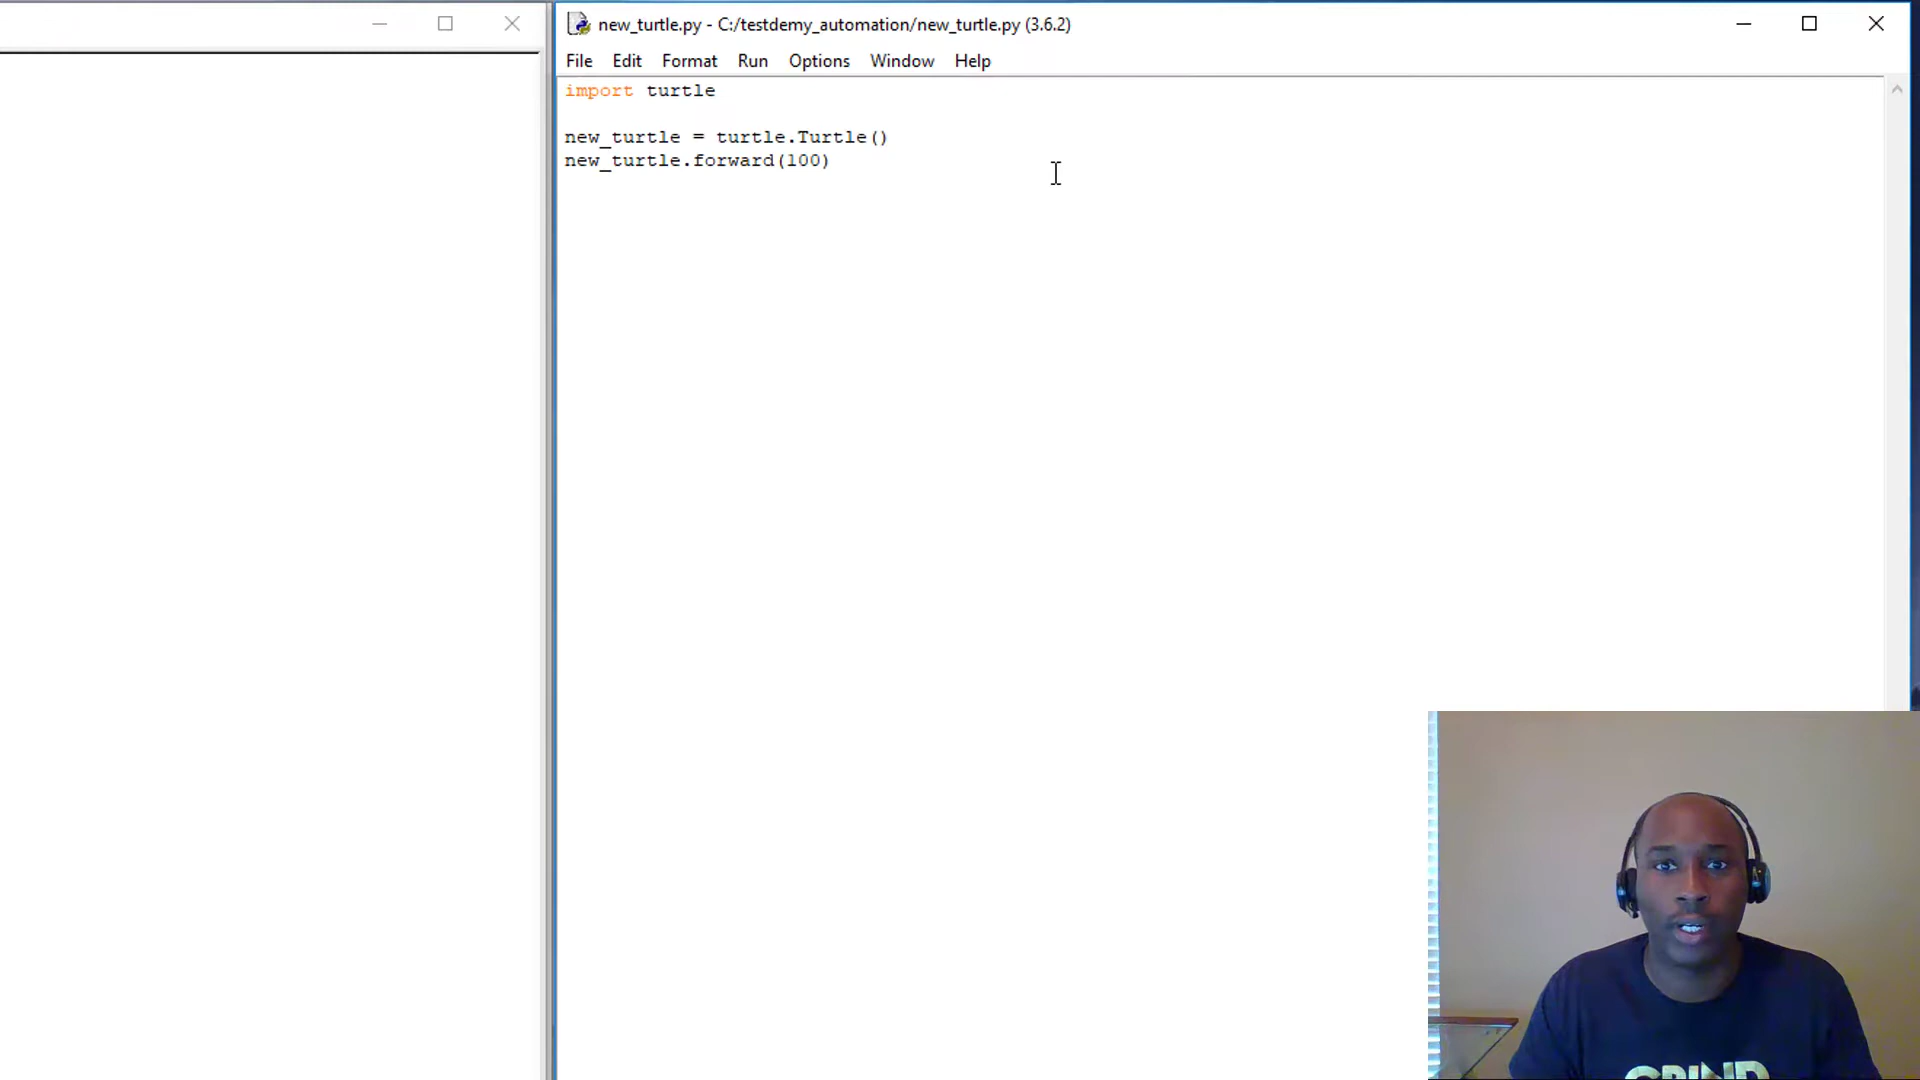 new_turtle.py - C:/testdemy_automation/new_turtle.py (3.6.2)
File Edit Format Run Options Window Help
import turtle
new_turtle = turtle.Turtle()
new_turtle.forward(100)
GRIND